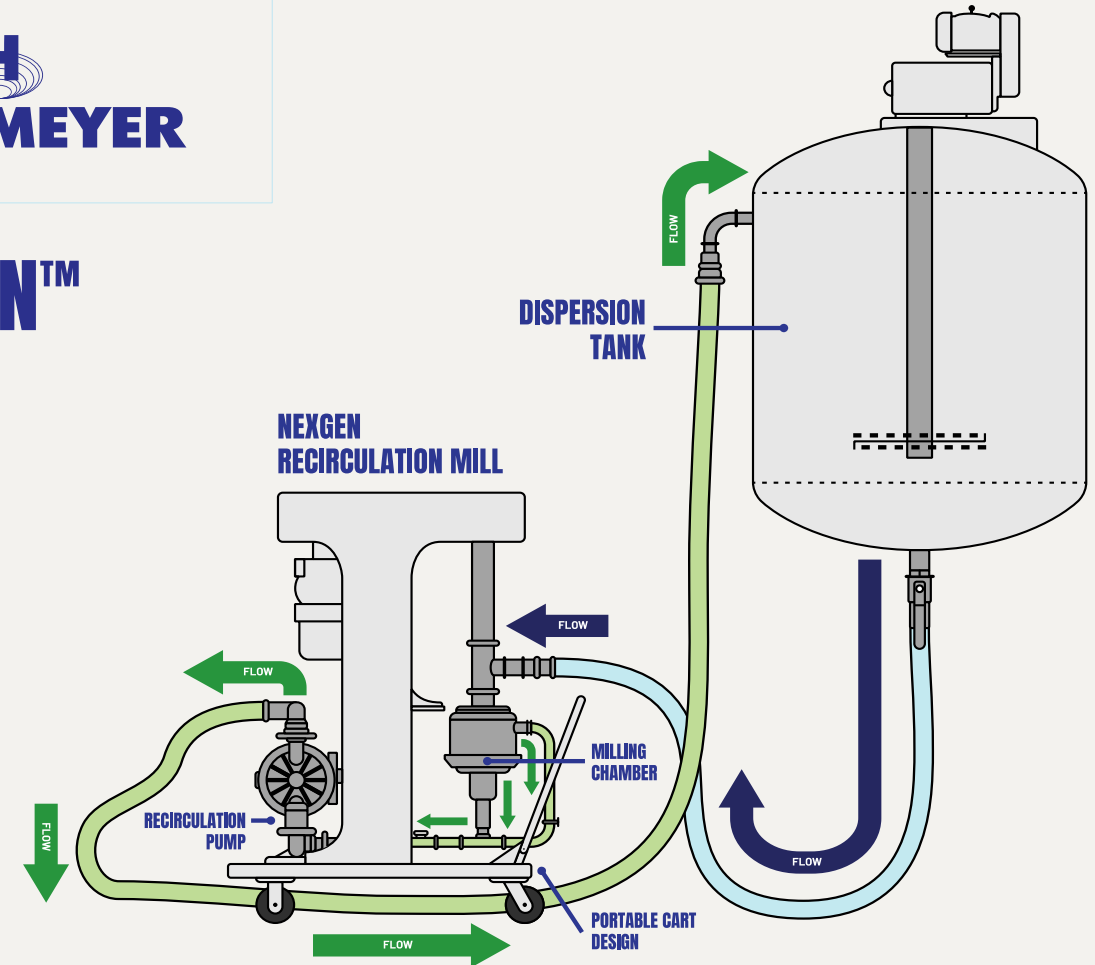 H
MEYER
N™
DISPERSION
TANK
FLOW
NEXGEN
RECIRCULATION MILL
FLOW
FLOW
MILLING
CHAMBER
RECIRCULATION
PUMP
FLOW
FLOW
PORTABLE CART
DESIGN
FLOW